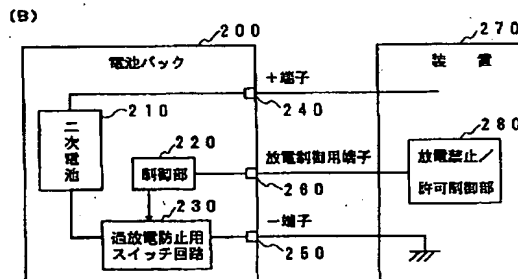 (B)
200
270
電池パック
装置
+端子
210
240
二次電池
220
放電制御用端子
280
制御部
放電禁止/
許可制御部
230
260
過放電防止用
スイッチ回路
一端子
250